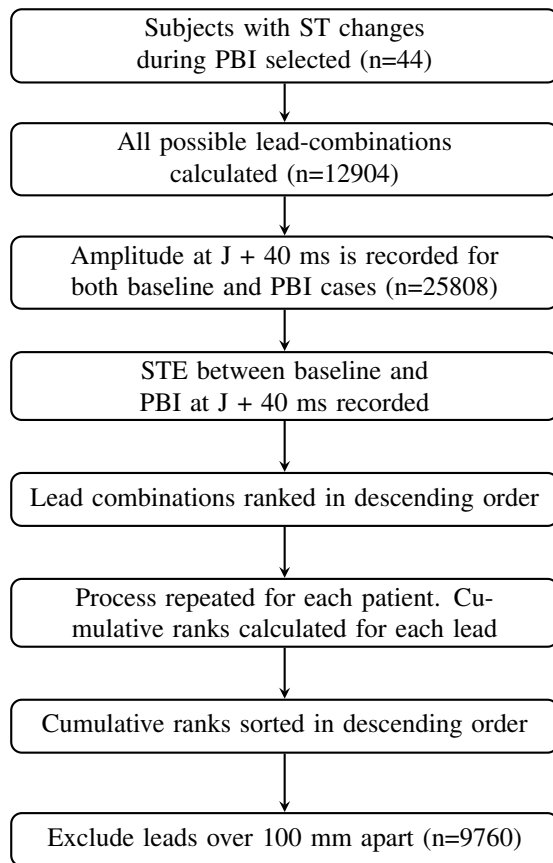 Subjects with ST changes
during PBI selected (n=44)
All possible lead-combinations
calculated (n=12904)
Amplitude at J + 40 ms is recorded for
both baseline and PBI cases (n=25808)
STE between baseline and
PBI at J + 40 ms recorded
Lead combinations ranked in descending order
Process repeated for each patient. Cu-
mulative ranks calculated for each lead
Cumulative ranks sorted in descending order
Exclude leads over 100 mm apart (n=9760)